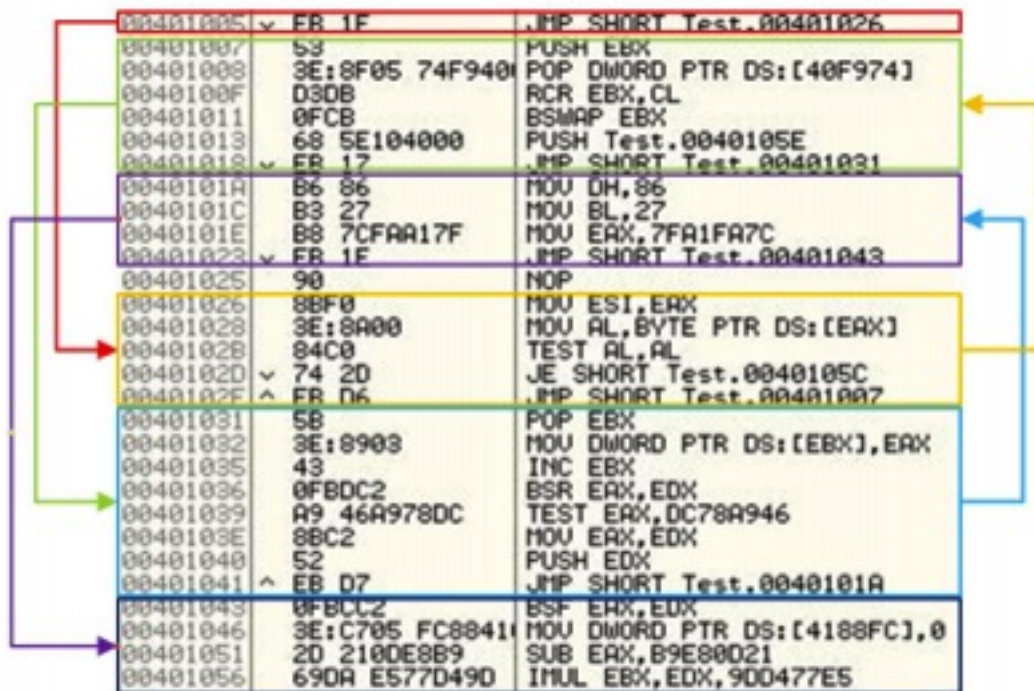 00401005 ⌄ EB 1F JMP SHORT Test.00401026
00401007 53 PUSH EBX
00401008 3E:8F05 74F940 POP DWORD PTR DS:[40F974]
0040100F D3DB RCR EBX,CL
00401011 0FCB BSWAP EBX
00401013 68 5E104000 PUSH Test.0040105E
00401018 ⌄ EB 17 JMP SHORT Test.00401031
0040101A B6 86 MOV DH,86
0040101C B3 27 MOV BL,27
0040101E B8 7CFAA17F MOV EAX,7FA1FA7C
00401023 ⌄ EB 1E JMP SHORT Test.00401043
00401025 90 NOP
00401026 8BF0 MOV ESI,EAX
00401028 3E:8A00 MOV AL,BYTE PTR DS:[EAX]
0040102B 84C0 TEST AL,AL
0040102D ⌄ 74 2D JE SHORT Test.0040105C
0040102F ^ EB D6 JMP SHORT Test.00401007
00401031 5B POP EBX
00401032 3E:8903 MOV DWORD PTR DS:[EBX],EAX
00401035 43 INC EBX
00401036 0FBDC2 BSR EAX,EDX
00401039 A9 46A978DC TEST EAX,DC78A946
0040103E 8BC2 MOV EAX,EDX
00401040 52 PUSH EDX
00401041 ^ EB D7 JMP SHORT Test.0040101A
00401043 0FBCC2 BSF EAX,EDX
00401046 3E:C705 FC8841 MOV DWORD PTR DS:[4188FC],0
00401051 2D 210DE8B9 SUB EAX,B9E80D21
00401056 69DA E577D49D IMUL EBX,EDX,9DD477E5